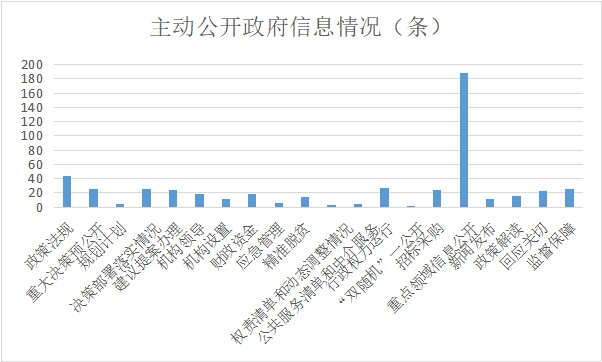 主动公开政府信息情况（条）
200
180
160
140
120
100
80
60
40
20
0
政策法规
重大决策预公开
规划计划
决策部署落实情况
建议提案办理
机构领导
机构设置
财政资金
应急管理
精准脱贫
权责清单和动态调整情况
公共服务清单和中介服务
行政权力运行
“双随机”一公开
招标采购
重点领域信息公开
新闻发布
政策解读
回应关切
监督保障